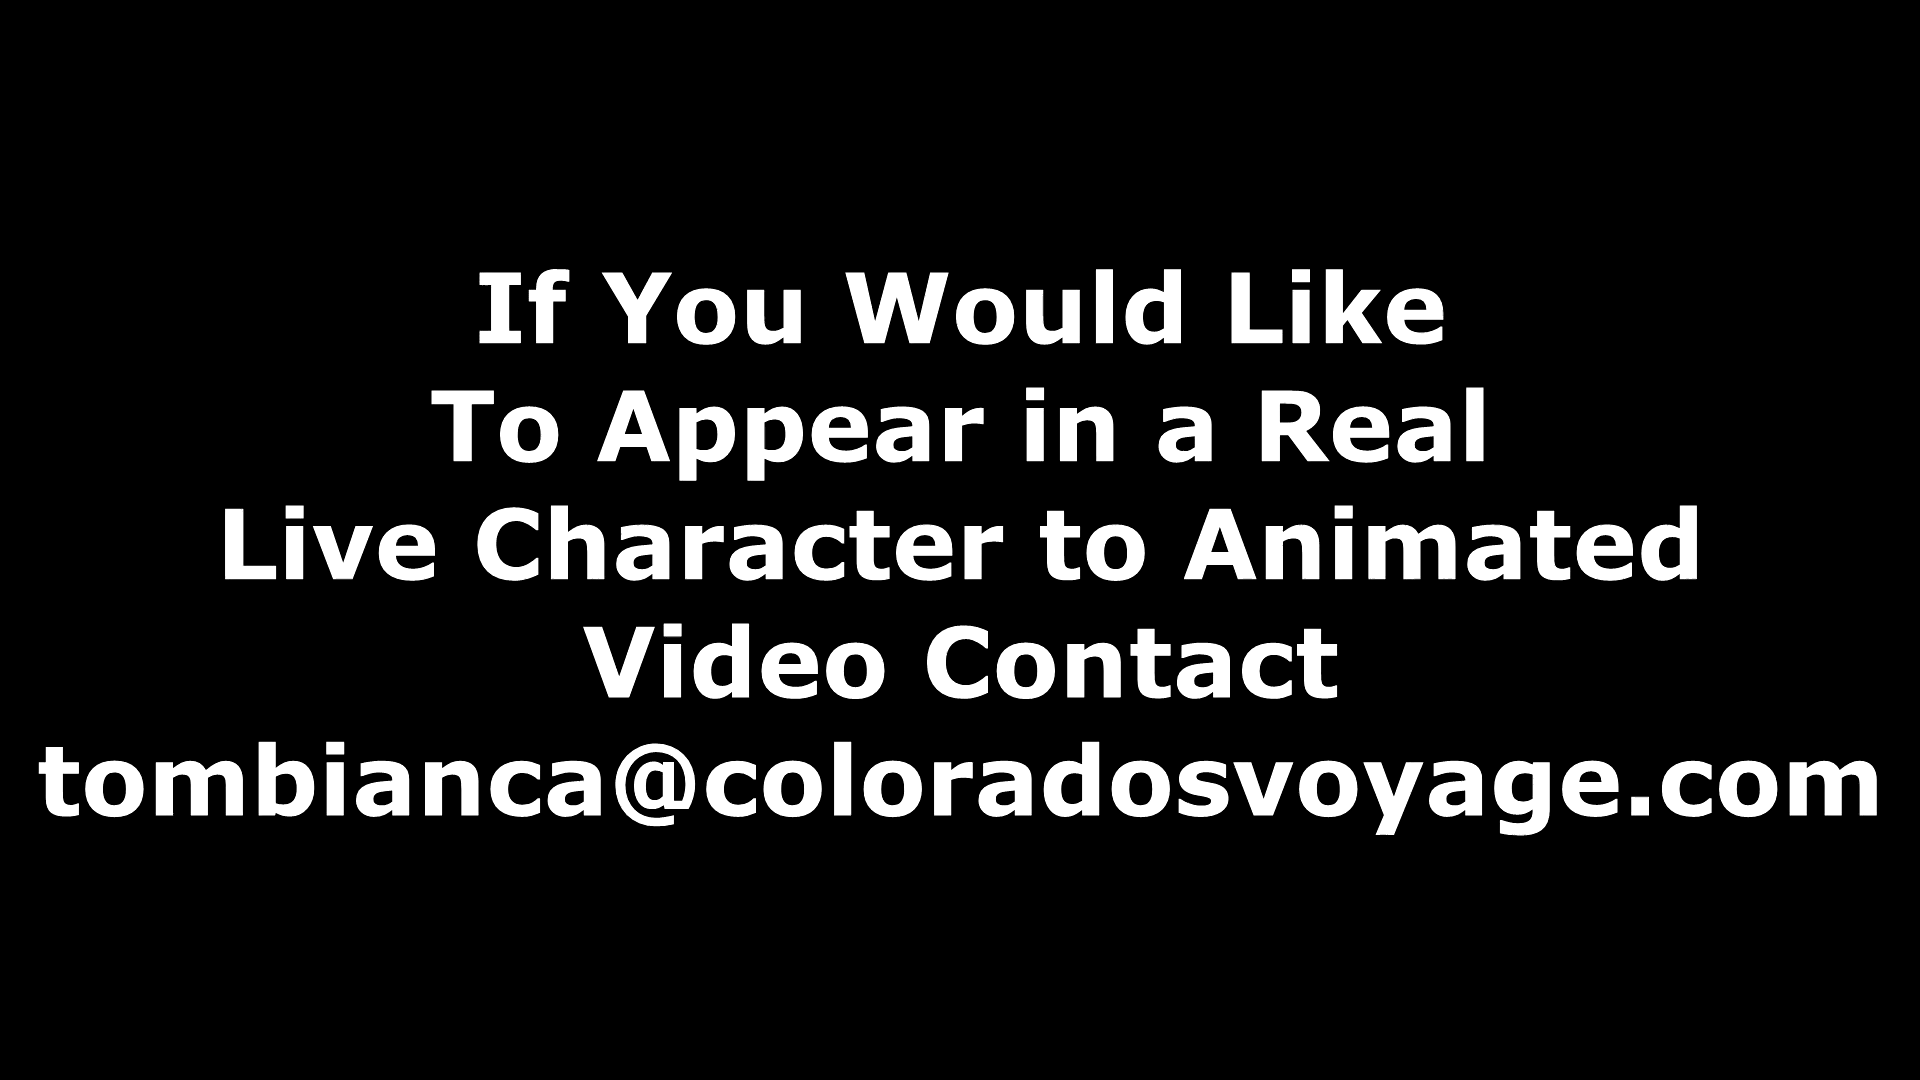 If You Would Like
To Appear in a Real
Live Character to Animated
Video Contact
tombianca@coloradosvoyage.com